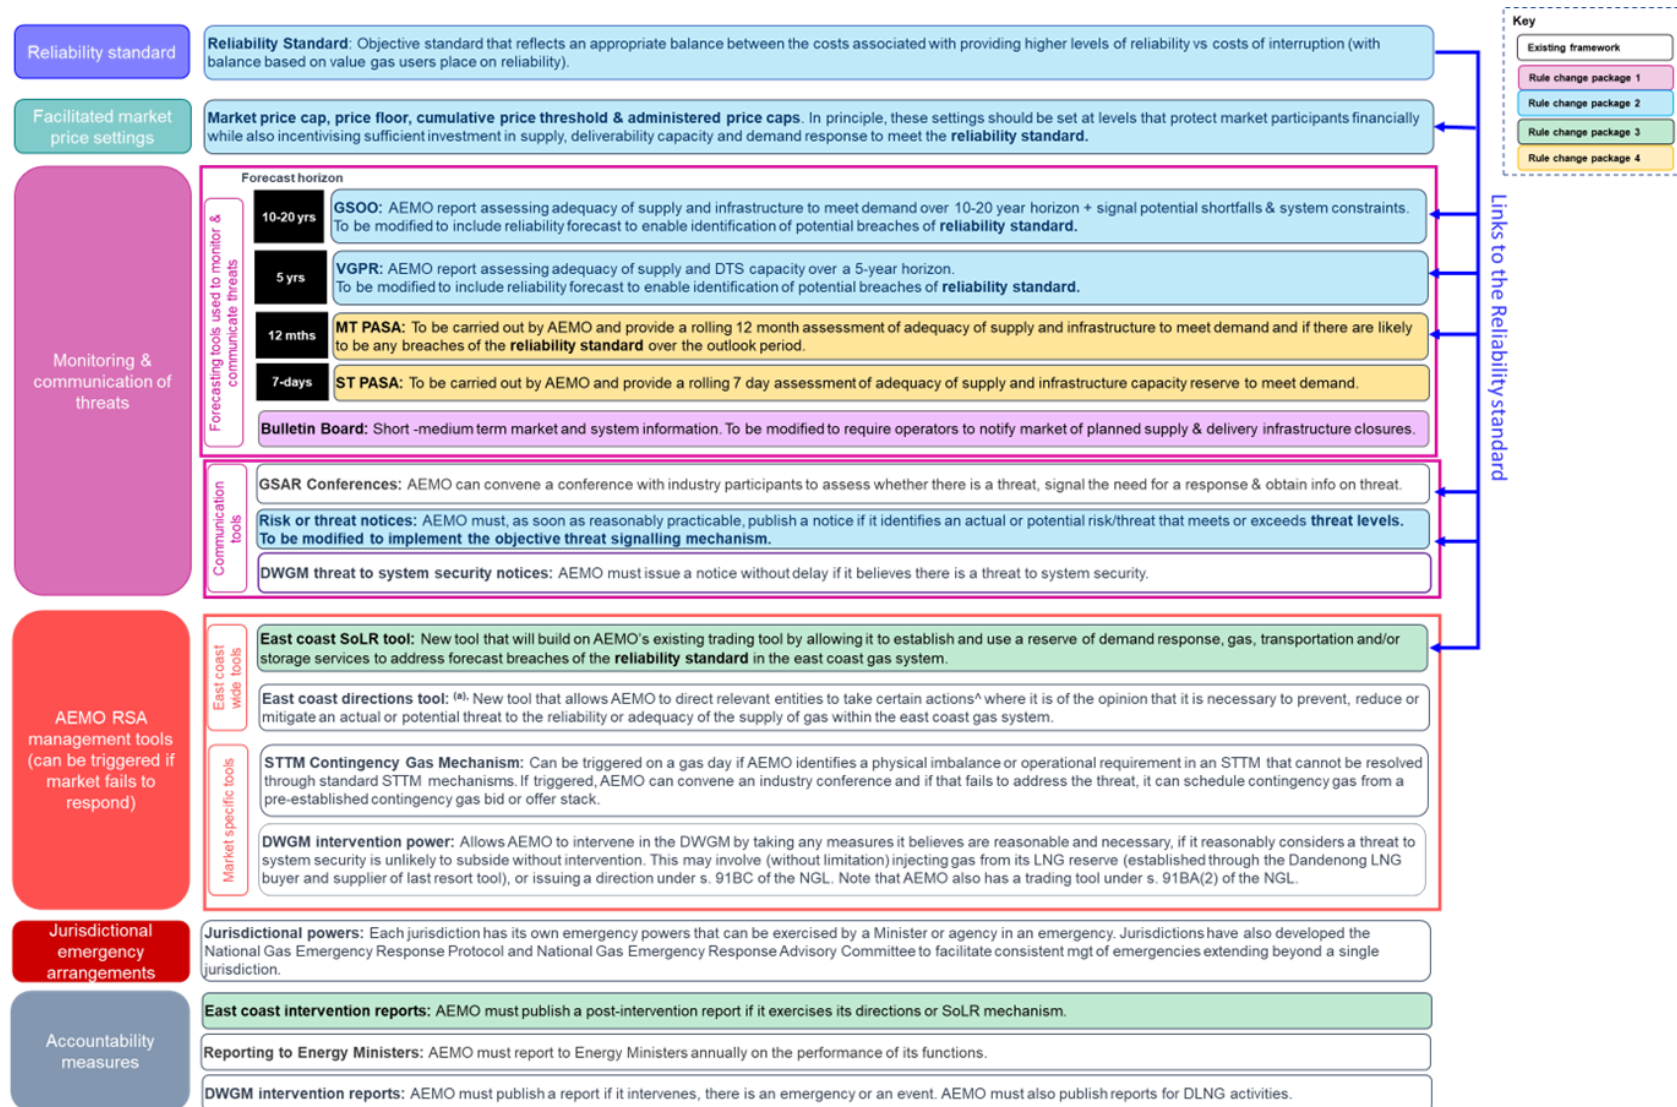 Key
Existing framework
Rule change package 1
Rule change package 2
Rule change package 3
Rule change package 4
Reliability standard
Reliability Standard: Objective standard that reflects an appropriate balance between the costs associated with providing higher levels of reliability vs costs of interruption (with
balance based on value gas users place on reliability).
Facilitated market
price settings
Market price cap, price floor, cumulative price threshold & administered price caps. In principle, these settings should be set at levels that protect market participants financially
while also incentivising sufficient investment in supply, deliverability capacity and demand response to meet the reliability standard.
Links to the Reliability standard
Monitoring &
communication of
threats
Forecasting tools used to monitor &
communicate threats
Forecast horizon
10-20 yrs
GSOO: AEMO report assessing adequacy of supply and infrastructure to meet demand over 10-20 year horizon + signal potential shortfalls & system constraints.
To be modified to include reliability forecast to enable identification of potential breaches of reliability standard.
5 yrs
VGPR: AEMO report assessing adequacy of supply and DTS capacity over a 5-year horizon.
To be modified to include reliability forecast to enable identification of potential breaches of reliability standard.
12 mths
MT PASA: To be carried out by AEMO and provide a rolling 12 month assessment of adequacy of supply and infrastructure to meet demand and if there are likely
to be any breaches of the reliability standard over the outlook period.
7-days
ST PASA: To be carried out by AEMO and provide a rolling 7 day assessment of adequacy of supply and infrastructure capacity reserve to meet demand.
Bulletin Board: Short -medium term market and system information. To be modified to require operators to notify market of planned supply & delivery infrastructure closures.
Communication
tools
GSAR Conferences: AEMO can convene a conference with industry participants to assess whether there is a threat, signal the need for a response & obtain info on threat.
Risk or threat notices: AEMO must, as soon as reasonably practicable, publish a notice if it identifies an actual or potential risk/threat that meets or exceeds threat levels.
To be modified to implement the objective threat signalling mechanism.
DWGM threat to system security notices: AEMO must issue a notice without delay if it believes there is a threat to system security.
AEMO RSA
management tools
(can be triggered if
market fails to
respond)
East coast
wide tools
East coast SoLR tool: New tool that will build on AEMO's existing trading tool by allowing it to establish and use a reserve of demand response, gas, transportation and/or
storage services to address forecast breaches of the reliability standard in the east coast gas system.
East coast directions tool: (a). New tool that allows AEMO to direct relevant entities to take certain actions^ where it is of the opinion that it is necessary to prevent, reduce or
mitigate an actual or potential threat to the reliability or adequacy of the supply of gas within the east coast gas system.
Market specific tools
STTM Contingency Gas Mechanism: Can be triggered on a gas day if AEMO identifies a physical imbalance or operational requirement in an STTM that cannot be resolved
through standard STTM mechanisms. If triggered, AEMO can convene an industry conference and if that fails to address the threat, it can schedule contingency gas from a
pre-established contingency gas bid or offer stack.
DWGM intervention power: Allows AEMO to intervene in the DWGM by taking any measures it believes are reasonable and necessary, if it reasonably considers a threat to
system security is unlikely to subside without intervention. This may involve (without limitation) injecting gas from its LNG reserve (established through the Dandenong LNG
buyer and supplier of last resort tool), or issuing a direction under s. 91BC of the NGL. Note that AEMO also has a trading tool under s. 91BA(2) of the NGL.
Jurisdictional
emergency
arrangements
Jurisdictional powers: Each jurisdiction has its own emergency powers that can be exercised by a Minister or agency in an emergency. Jurisdictions have also developed the
National Gas Emergency Response Protocol and National Gas Emergency Response Advisory Committee to facilitate consistent mgt of emergencies extending beyond a single
jurisdiction.
Accountability
measures
East coast intervention reports: AEMO must publish a post-intervention report if it exercises its directions or SoLR mechanism.
Reporting to Energy Ministers: AEMO must report to Energy Ministers annually on the performance of its functions.
DWGM intervention reports: AEMO must publish a report if it intervenes, there is an emergency or an event. AEMO must also publish reports for DLNG activities.